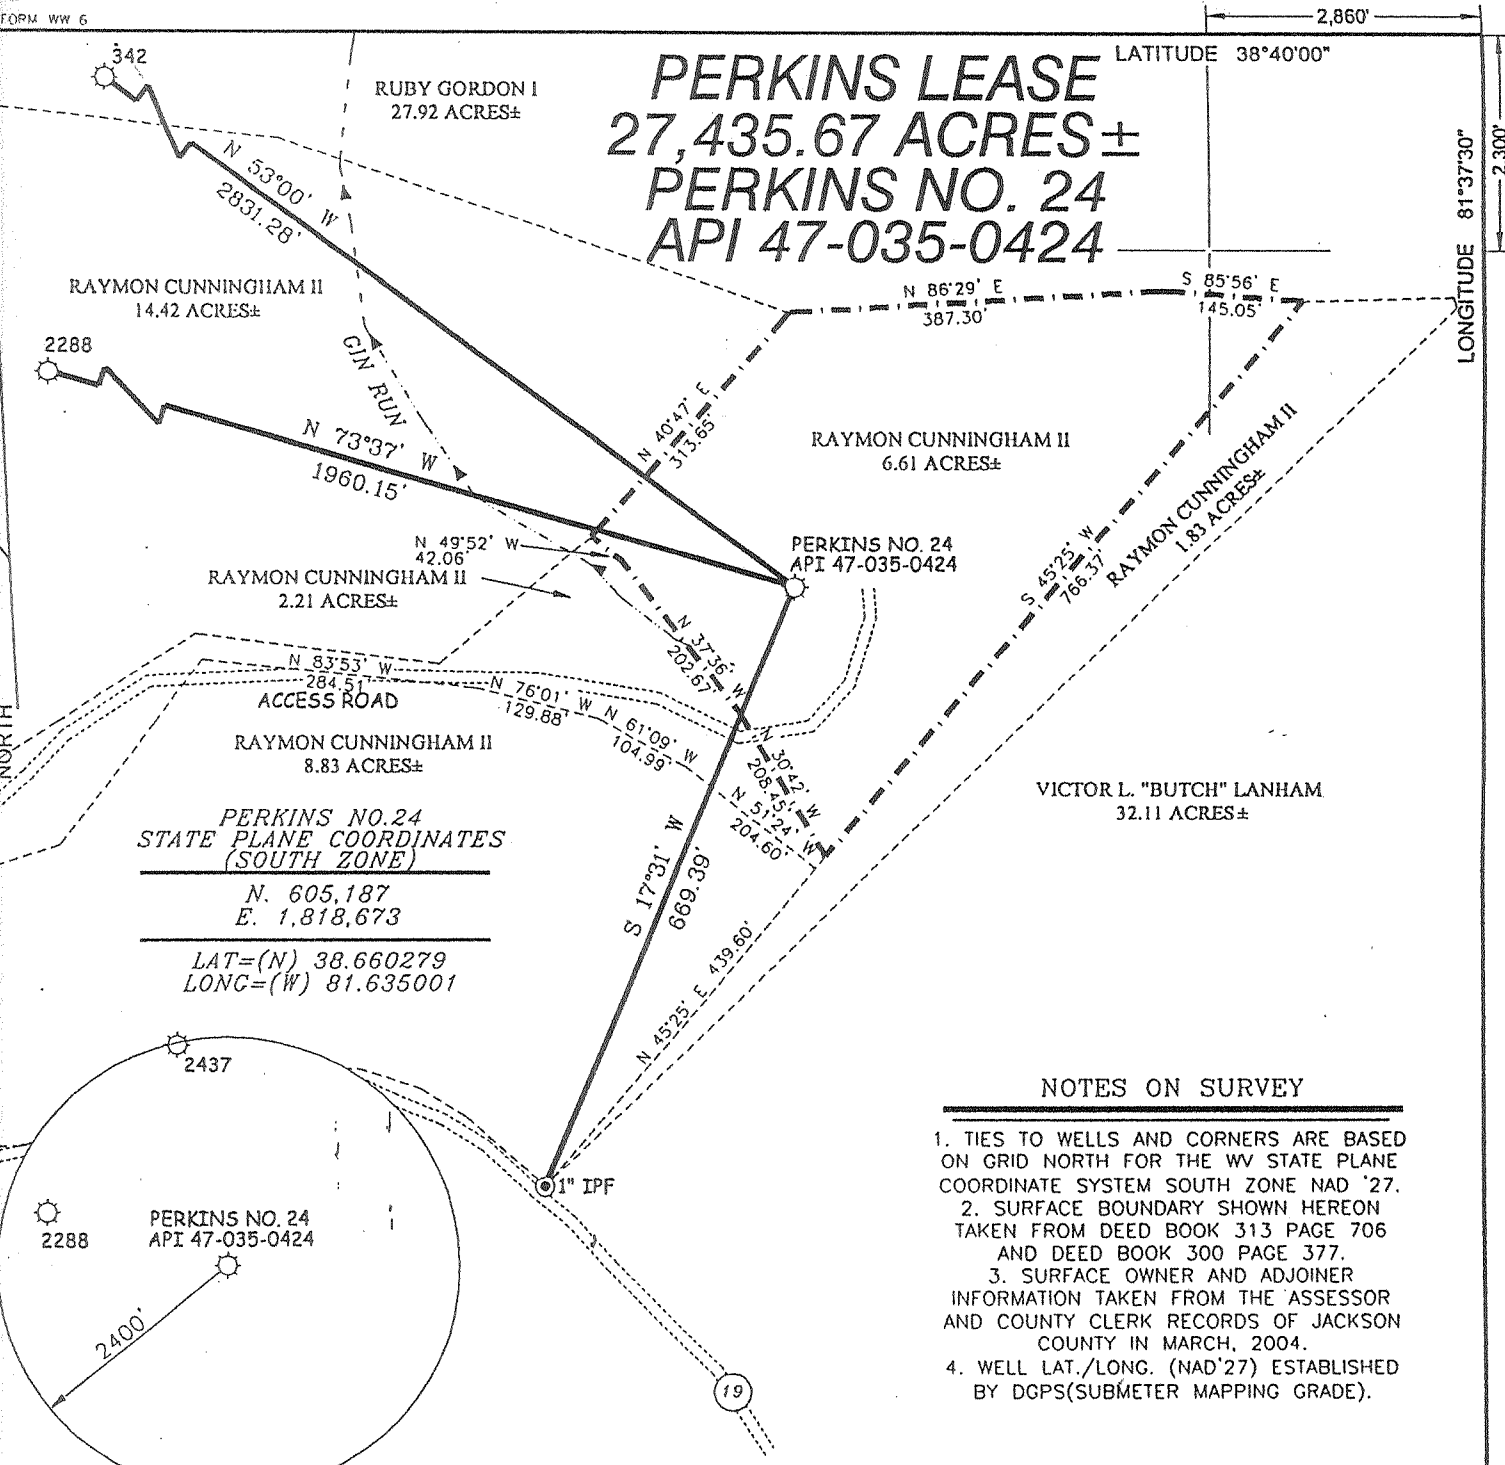 FORM WW 6
2,860'
LATITUDE 38°40'00"
2,300'
LONGITUDE 81°37'30"
342
RUBY GORDON I
27.92 ACRES±
PERKINS LEASE
27,435.67 ACRES±
PERKINS NO. 24
API 47-035-0424
N 53°00' W
2831.28'
RAYMON CUNNINGHAM II
14.42 ACRES±
N 86°29' E
387.30'
S 85°56' E
145.05'
2288
GIN RUN
N 73°37' W
1960.15'
N 40°47' E
313.65'
RAYMON CUNNINGHAM II
6.61 ACRES±
RAYMON CUNNINGHAM II
1.83 ACRES±
S 45°25' W
766.37'
N 49°52' W
42.06'
PERKINS NO. 24
API 47-035-0424
RAYMON CUNNINGHAM II
2.21 ACRES±
N 37°36' W
202.67'
N 83°53' W
284.51'
ACCESS ROAD
N 76°01' W
129.88'
N 61°09' W
104.99'
N 30°42' W
208.45'
N 51°24' W
204.60'
NORTH
RAYMON CUNNINGHAM II
8.83 ACRES±
VICTOR L. "BUTCH" LANHAM
32.11 ACRES±
PERKINS NO.24
STATE PLANE COORDINATES
(SOUTH ZONE)
N. 605,187
E. 1,818,673
LAT=(N) 38.660279
LONG=(W) 81.635001
S 17°31' W
669.39'
N 45°25' E 439.60'
1" IPF
2437
2288
PERKINS NO. 24
API 47-035-0424
2400'
19
NOTES ON SURVEY
1. TIES TO WELLS AND CORNERS ARE BASED
ON GRID NORTH FOR THE WV STATE PLANE
COORDINATE SYSTEM SOUTH ZONE NAD '27.
2. SURFACE BOUNDARY SHOWN HEREON
TAKEN FROM DEED BOOK 313 PAGE 706
AND DEED BOOK 300 PAGE 377.
3. SURFACE OWNER AND ADJOINER
INFORMATION TAKEN FROM THE ASSESSOR
AND COUNTY CLERK RECORDS OF JACKSON
COUNTY IN MARCH, 2004.
4. WELL LAT./LONG. (NAD'27) ESTABLISHED
BY DGPS(SUBMETER MAPPING GRADE).